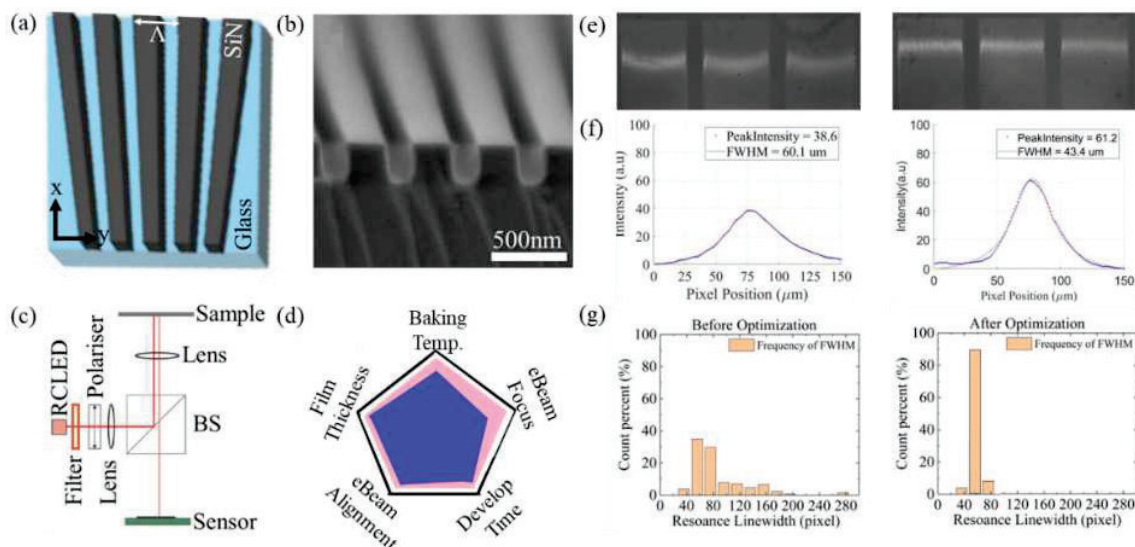 (a)
Λ
SiN
x
y
Glass
(b)
500nm
(c)
Sample
Lens
RCLED
Polariser
BS
Filter
Lens
Sensor
(d)
Baking
Temp.
eBeam
Focus
Film
Thickness
eBeam
Alignment
Develop
Time
(e)
(f)
PeakIntensity = 38.6
FWHM = 60.1 um
Intensity (a.u)
100
80
60
40
20
0
0 25 50 75 100 125 150
Pixel Position (μm)
PeakIntensity = 61.2
FWHM = 43.4 um
Intensity(a.u)
100
80
60
40
20
0
0 50 100 150
Pixel Position (μm)
(g)
Before Optimization
Frequency of FWHM
Count percent (%)
100
80
60
40
20
0
40 80 120 160 200 240 280
Resoance Linewidth (pixel)
After Optimization
Frequency of FWHM
Count percent (%)
100
80
60
40
20
0
40 80 120 160 200 240 280
Resoance Linewidth (pixel)